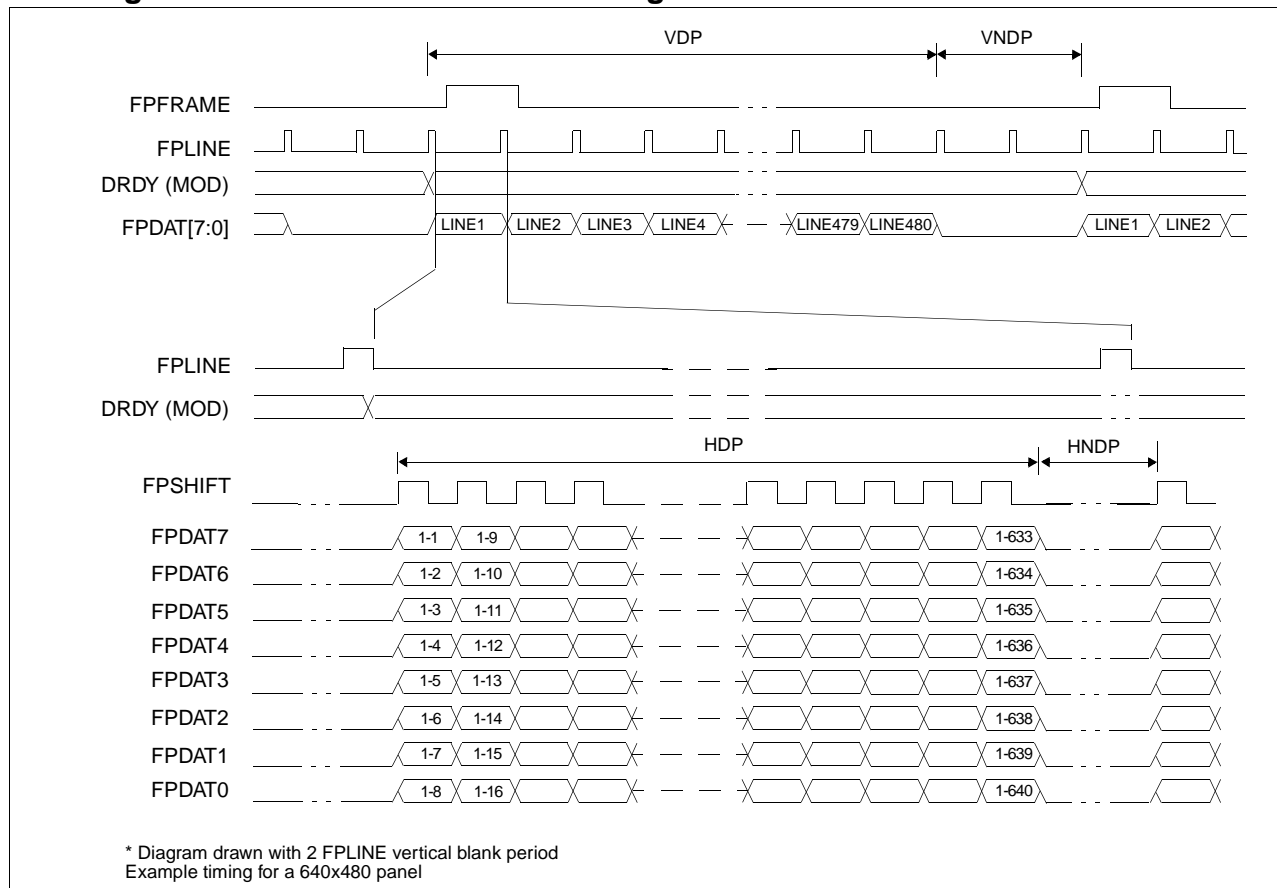 VDP VNDP
FPFRAME
FPLINE
DRDY (MOD)
FPDAT[7:0] LINE1 LINE2 LINE3 LINE4 LINE479 LINE480 LINE1 LINE2
FPLINE
DRDY (MOD)
HDP HNDP
FPSHIFT
FPDAT7 1-1 1-9 1-633
FPDAT6 1-2 1-10 1-634
FPDAT5 1-3 1-11 1-635
FPDAT4 1-4 1-12 1-636
FPDAT3 1-5 1-13 1-637
FPDAT2 1-6 1-14 1-638
FPDAT1 1-7 1-15 1-639
FPDAT0 1-8 1-16 1-640
* Diagram drawn with 2 FPLINE vertical blank period
Example timing for a 640x480 panel